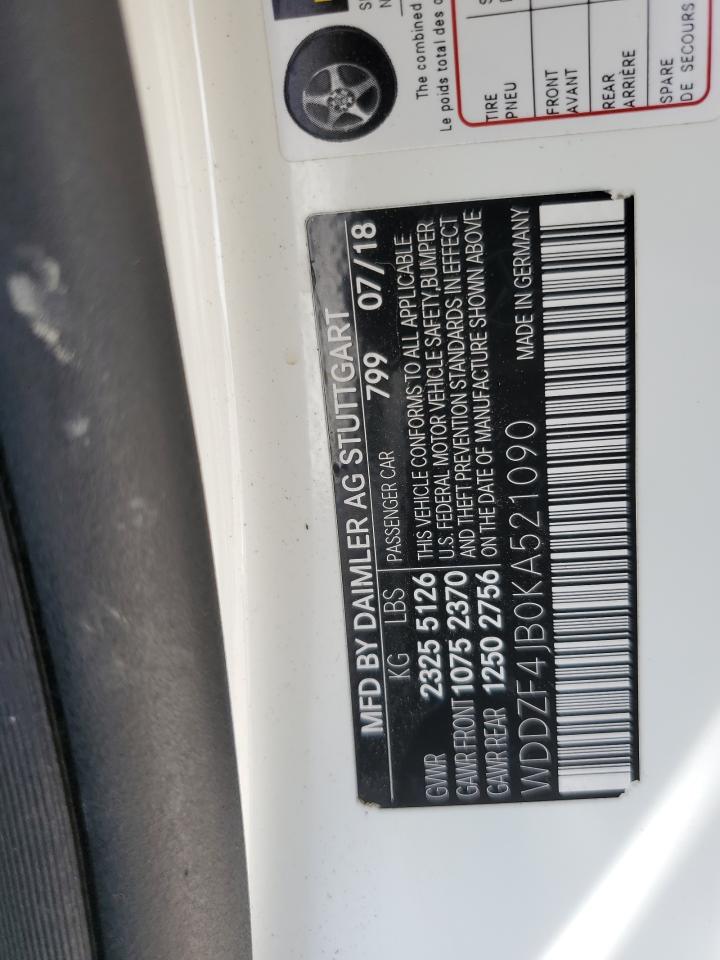 The combined
Le poids total des
TIRE
PNEU
FRONT
AVANT
REAR
ARRIÈRE
SPARE
DE SECOURS
MFD BY DAIMLER AG STUTTGART
KG LBS PASSENGER CAR 799 07/18
GVWR 2325 5126 THIS VEHICLE CONFORMS TO ALL APPLICABLE
GAWR FRONT 1075 2370 U.S. FEDERAL MOTOR VEHICLE SAFETY,BUMPER
GAWR REAR 1250 2756 AND THEFT PREVENTION STANDARDS IN EFFECT
ON THE DATE OF MANUFACTURE SHOWN ABOVE
WDDZF4JB0KA521090 MADE IN GERMANY